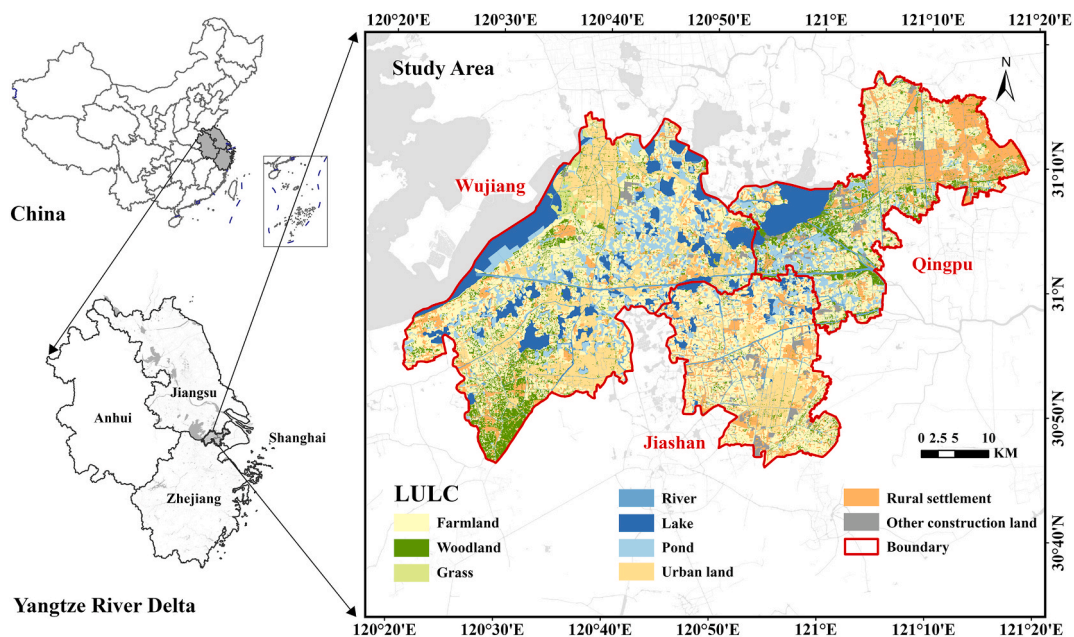 China
Yangtze River Delta
Jiangsu
Anhui
Shanghai
Zhejiang
120°20'E 120°30'E 120°40'E 120°50'E 121°E 121°10'E 121°20'E
Study Area
N
Wujiang
Qingpu
Jiashan
31°10'N
31°N
30°50'N
30°40'N
0 2.5 5 10
KM
LULC
Farmland
Woodland
Grass
River
Lake
Pond
Urban land
Rural settlement
Other construction land
Boundary
120°20'E 120°30'E 120°40'E 120°50'E 121°E 121°10'E 121°20'E